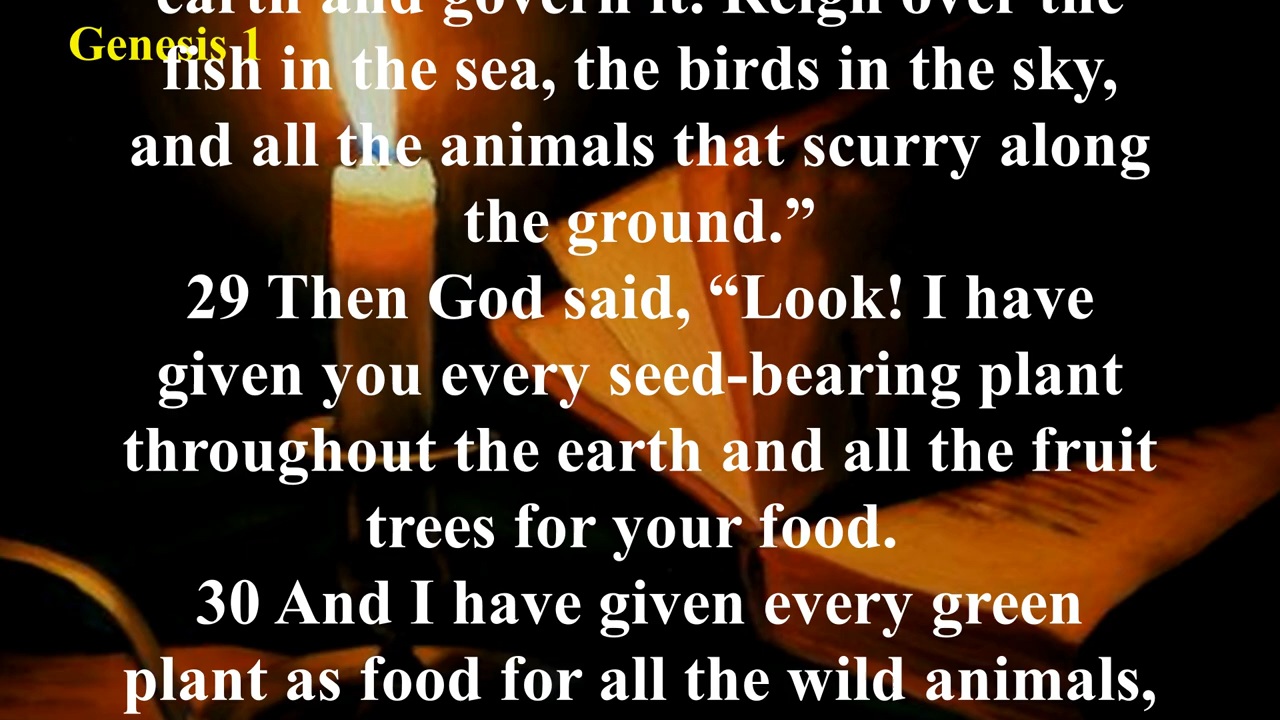 earth and govern it. Reign over the
Genesis 1
fish in the sea, the birds in the sky,
and all the animals that scurry along
the ground.”
29 Then God said, “Look! I have
given you every seed-bearing plant
throughout the earth and all the fruit
trees for your food.
30 And I have given every green
plant as food for all the wild animals,